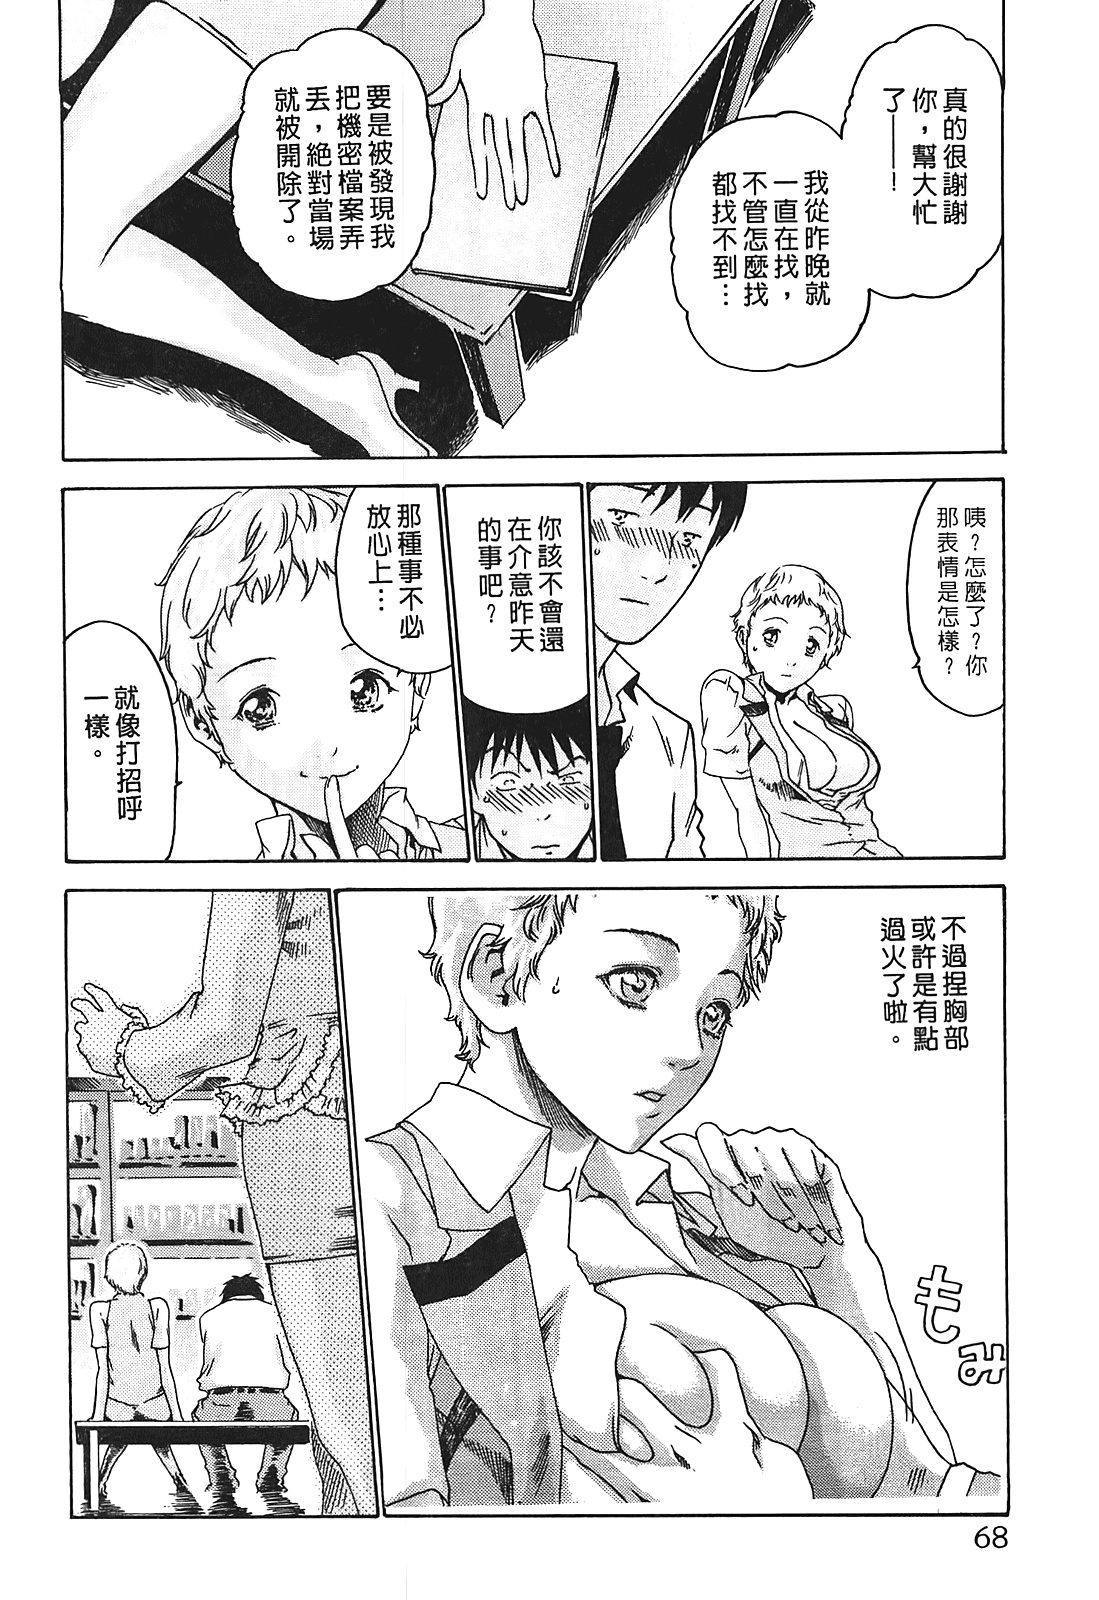 真的很謝謝
你，幫大忙
了——！
我從昨晚就
一直在找，
不管怎麼找
都找不到…
要是被發現我
把機密檔案弄
丟，絕對當場
就被開除了。
咦？怎麼了？你
那表情是怎樣？
你該不會還
在介意昨天
的事吧？
那種事不必
放心上…
就像打招呼
一樣。
不過捏胸部
或許是有點
過火了啦。
もみ
68